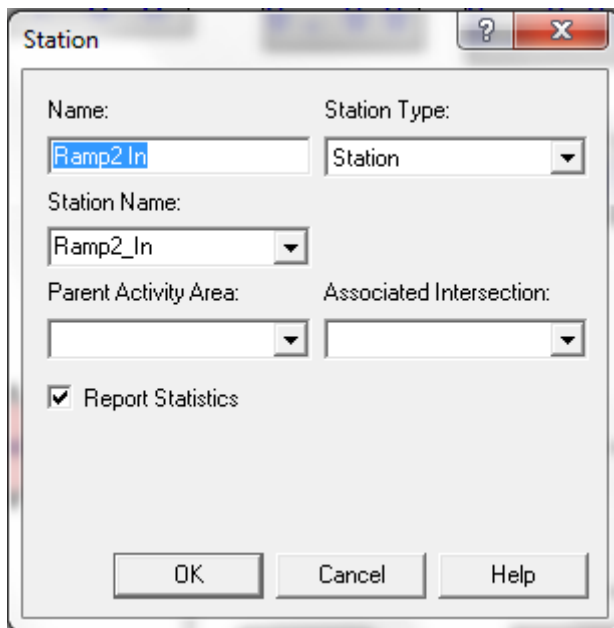 Station
?
X
Name:
Station Type:
Ramp2 In
Station
Station Name:
Ramp2_In
Parent Activity Area:
Associated Intersection:
Report Statistics
OK
Cancel
Help